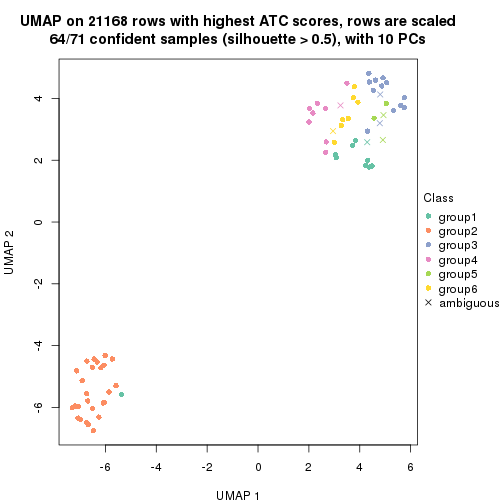 UMAP on 21168 rows with highest ATC scores, rows are scaled
64/71 confident samples (silhouette > 0.5), with 10 PCs
4
2
0
-2
-4
-6
UMAP 2
-6
-4
-2
0
2
4
6
UMAP 1
Class
group1
group2
group3
group4
group5
group6
ambiguous